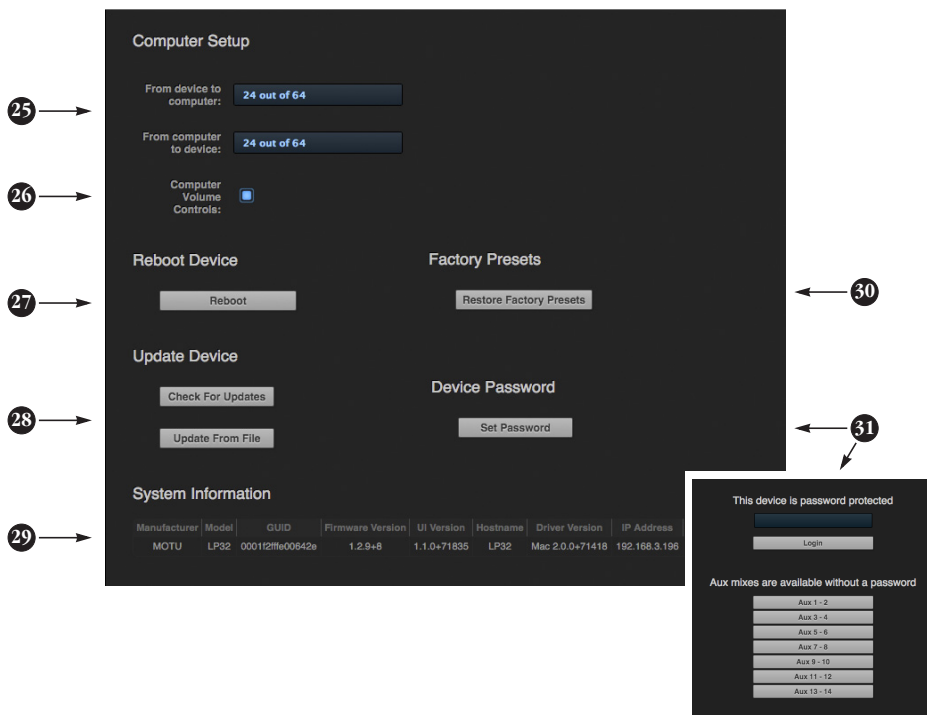 Computer Setup
25
From device to
computer:
24 out of 64
From computer
to device:
24 out of 64
26
Computer
Volume
Controls:
Reboot Device
Factory Presets
27
Reboot
Restore Factory Presets
30
Update Device
28
Check For Updates
Update From File
Device Password
Set Password
31
System Information
29
Manufacturer Model GUID Firmware Version UI Version Hostname Driver Version IP Address
MOTU LP32 0001f2fffe00642e 1.2.9+8 1.1.0+71835 LP32 Mac 2.0.0+71418 192.168.3.196
This device is password protected
Login
Aux mixes are available without a password
Aux 1 - 2
Aux 3 - 4
Aux 5 - 6
Aux 7 - 8
Aux 9 - 10
Aux 11 - 12
Aux 13 - 14